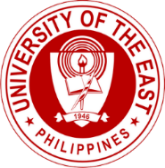 UNIVERSITY OF THE EAST
1946
PHILIPPINES